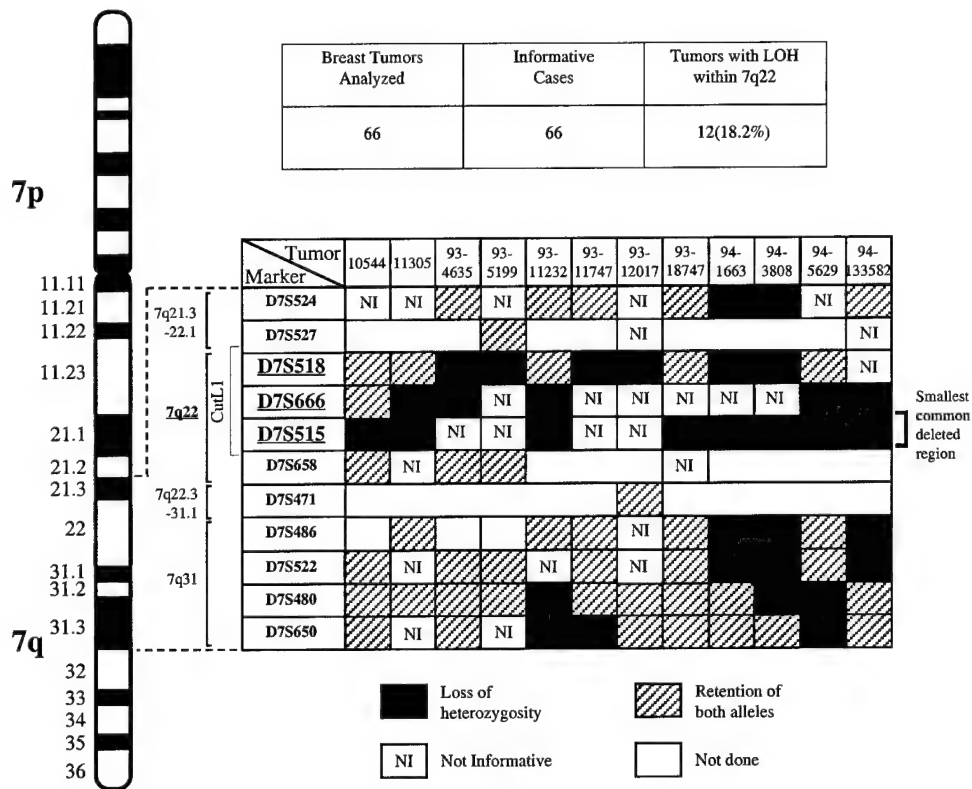 Breast Tumors Analyzed | Informative Cases | Tumors with LOH within 7q22
66 | 66 | 12(18.2%)
7p
11.11
11.21
11.22
11.23
21.1
21.2
21.3
22
31.1
31.2
31.3
7q
32
33
34
35
36
7q21.3 -22.1
7q22
CutL1
7q22.3 -31.1
7q31
Tumor Marker | 10544 | 11305 | 93-4635 | 93-5199 | 93-11232 | 93-11747 | 93-12017 | 93-18747 | 94-1663 | 94-3808 | 94-5629 | 94-133582
D7S524 | NI | NI | NI | NI | NI
D7S527 | NI | NI
D7S518 | NI
D7S666 | NI | NI | NI | NI | NI | NI
D7S515 | NI | NI | NI | NI
D7S658 | NI | NI
D7S471
D7S486 | NI
D7S522 | NI | NI | NI
D7S480
D7S650 | NI | NI
Smallest
common
deleted
region
Loss of heterozygosity
Retention of both alleles
NI Not Informative
Not done